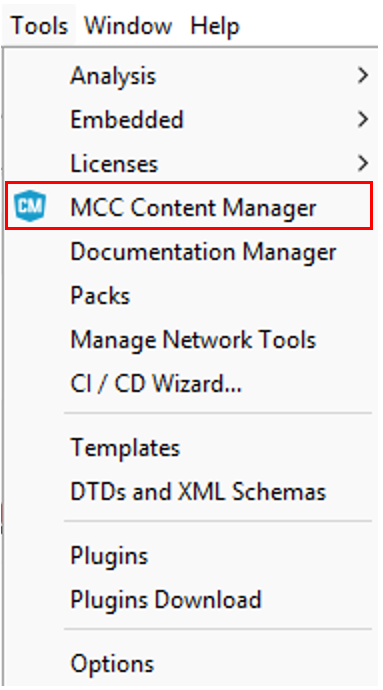 Tools Window Help
Analysis
Embedded
Licenses
CM MCC Content Manager
Documentation Manager
Packs
Manage Network Tools
CI / CD Wizard...
Templates
DTDs and XML Schemas
Plugins
Plugins Download
Options